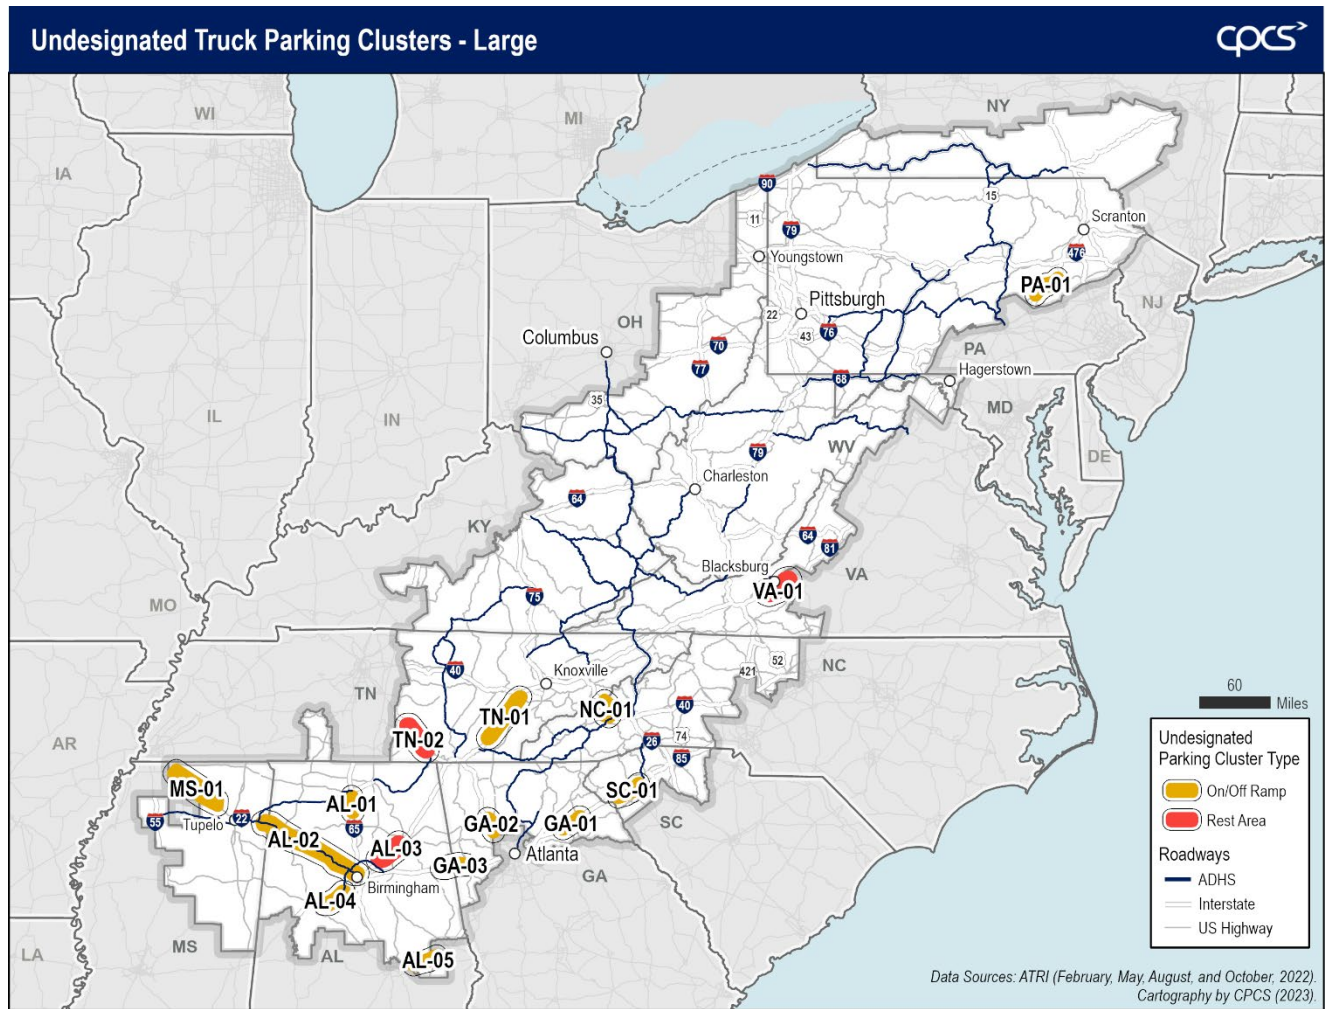 Undesignated Truck Parking Clusters - Large
cpcs
WI
MI
NY
IA
90
15
11
79
Scranton
476
Youngstown
PA-01
NJ
Pittsburgh
22
43
76
OH
Columbus
70
77
PA
Hagerstown
68
35
MD
IL
IN
WV
DE
79
Charleston
64
KY
64
81
Blacksburg
VA
VA-01
MO
75
NC
52
421
40
Knoxville
TN
TN-01
NC-01
40
TN-02
74
26
85
60
Miles
AR
MS-01
AL-01
SC-01
55
Tupelo
22
65
GA-02
GA-01
SC
AL-02
AL-03
GA-03
Atlanta
GA
Birmingham
AL-04
MS
AL
LA
AL-05
Undesignated
Parking Cluster Type
On/Off Ramp
Rest Area
Roadways
ADHS
Interstate
US Highway
Data Sources: ATRI (February, May, August, and October, 2022).
Cartography by CPCS (2023).